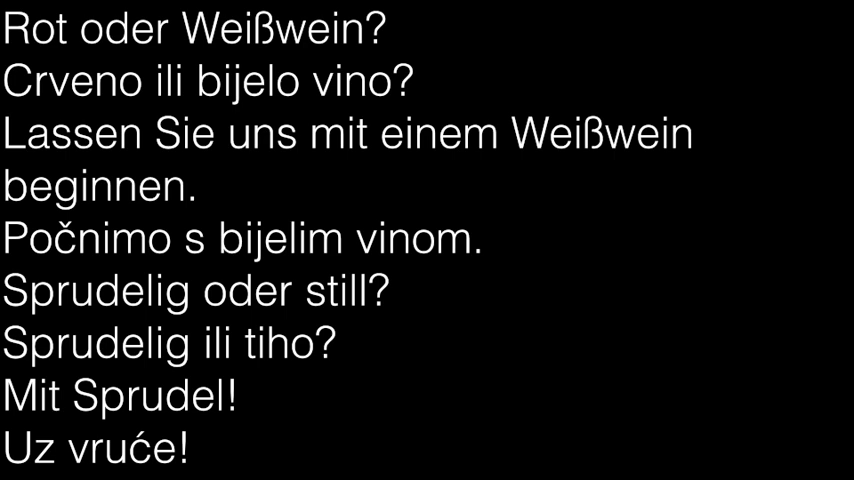 Rot oder Weißwein?
Crveno ili bijelo vino?
Lassen Sie uns mit einem Weißwein
beginnen.
Počnimo s bijelim vinom.
Sprudelig oder still?
Sprudelig ili tiho?
Mit Sprudel!
Uz vruće!